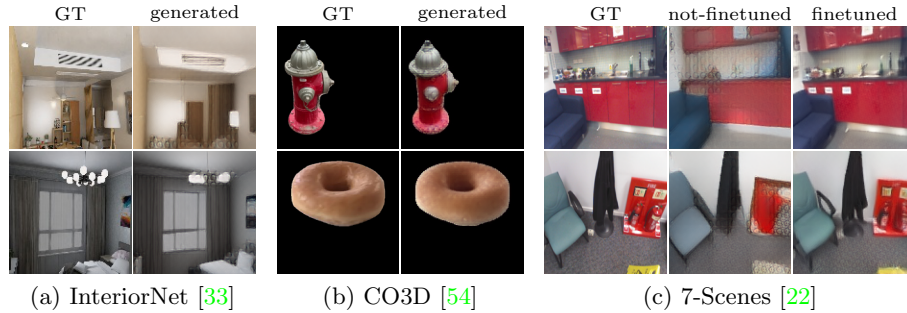 GT generated GT generated GT not-finetuned finetuned
(a) InteriorNet [33] (b) CO3D [54] (c) 7-Scenes [22]